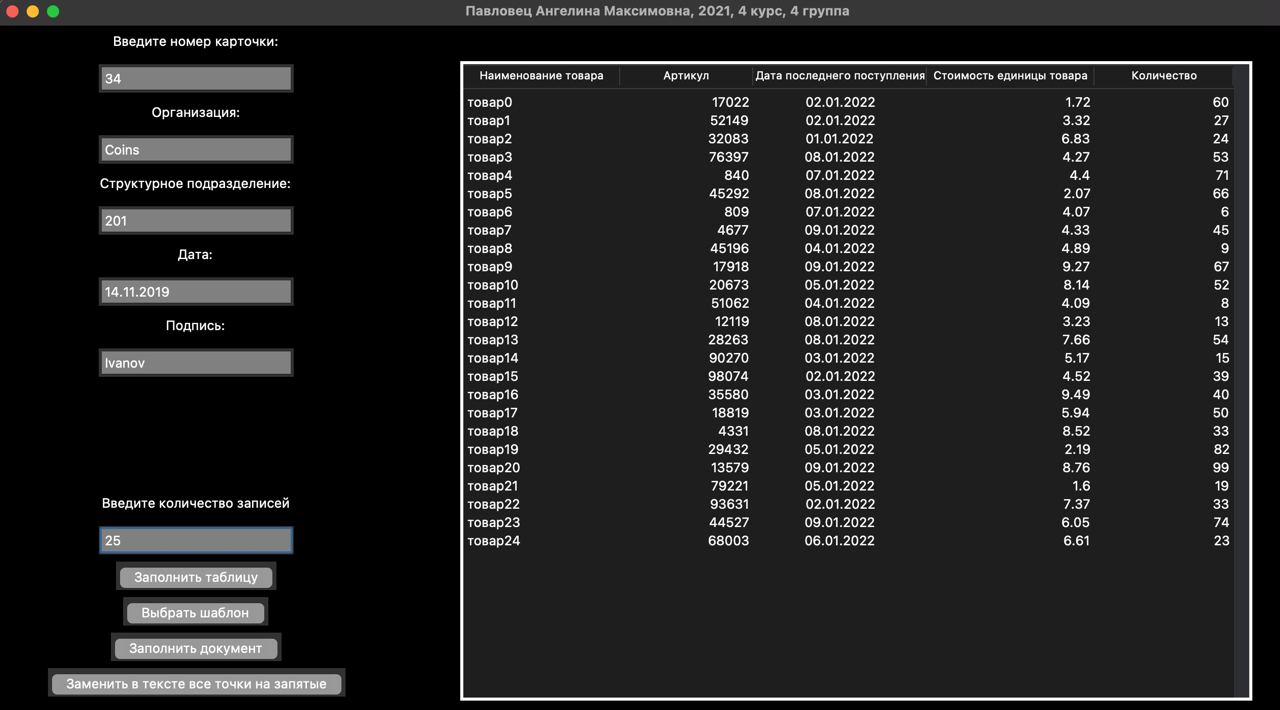 Павловец Ангелина Максимовна, 2021, 4 курс, 4 группа
Введите номер карточки:
34
Организация:
Coins
Структурное подразделение:
201
Дата:
14.11.2019
Подпись:
Ivanov
Введите количество записей
25
Заполнить таблицу
Выбрать шаблон
Заполнить документ
Заменить в тексте все точки на запятые
Наименование товара Артикул Дата последнего поступления Стоимость единицы товара Количество
товар0 17022 02.01.2022 1.72 60
товар1 52149 02.01.2022 3.32 27
товар2 32083 01.01.2022 6.83 24
товар3 76397 08.01.2022 4.27 53
товар4 840 07.01.2022 4.4 71
товар5 45292 08.01.2022 2.07 66
товар6 809 07.01.2022 4.07 6
товар7 4677 09.01.2022 4.33 45
товар8 45196 04.01.2022 4.89 9
товар9 17918 09.01.2022 9.27 67
товар10 20673 05.01.2022 8.14 52
товар11 51062 04.01.2022 4.09 8
товар12 12119 08.01.2022 3.23 13
товар13 28263 08.01.2022 7.66 54
товар14 90270 03.01.2022 5.17 15
товар15 98074 02.01.2022 4.52 39
товар16 35580 03.01.2022 9.49 40
товар17 18819 03.01.2022 5.94 50
товар18 4331 08.01.2022 8.52 33
товар19 29432 05.01.2022 2.19 82
товар20 13579 09.01.2022 8.76 99
товар21 79221 05.01.2022 1.6 19
товар22 93631 02.01.2022 7.37 33
товар23 44527 09.01.2022 6.05 74
товар24 68003 06.01.2022 6.61 23